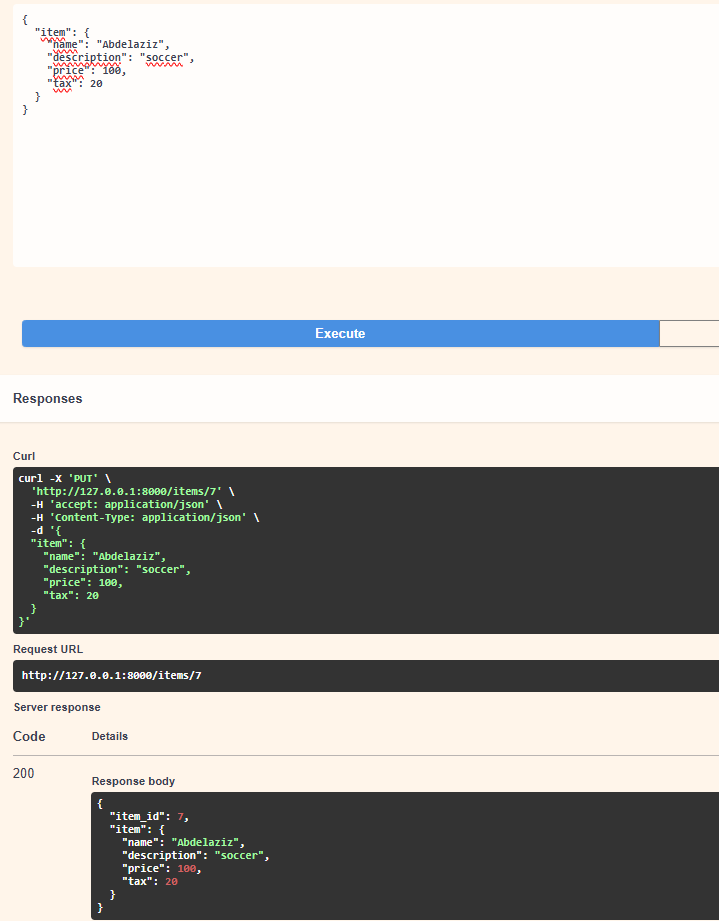 {
  "item": {
    "name": "Abdelaziz",
    "description": "soccer",
    "price": 100,
    "tax": 20
  }
}
Execute
Responses
Curl
curl -X 'PUT' \
  'http://127.0.0.1:8000/items/7' \
  -H 'accept: application/json' \
  -H 'Content-Type: application/json' \
  -d '{
  "item": {
    "name": "Abdelaziz",
    "description": "soccer",
    "price": 100,
    "tax": 20
  }
}'
Request URL
http://127.0.0.1:8000/items/7
Server response
Code Details
200
Response body
{
  "item_id": 7,
  "item": {
    "name": "Abdelaziz",
    "description": "soccer",
    "price": 100,
    "tax": 20
  }
}